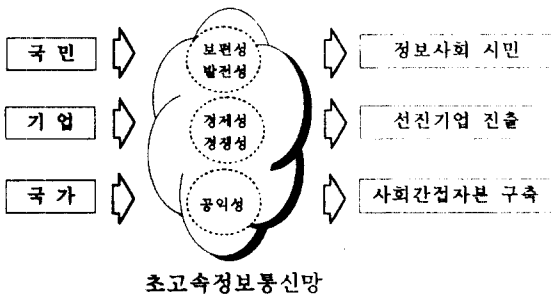 국민
보편성
발전성
정보사회 시민
기업
경제성
경쟁성
선진기업 진출
국가
공익성
사회간접자본 구축
초고속정보통신망